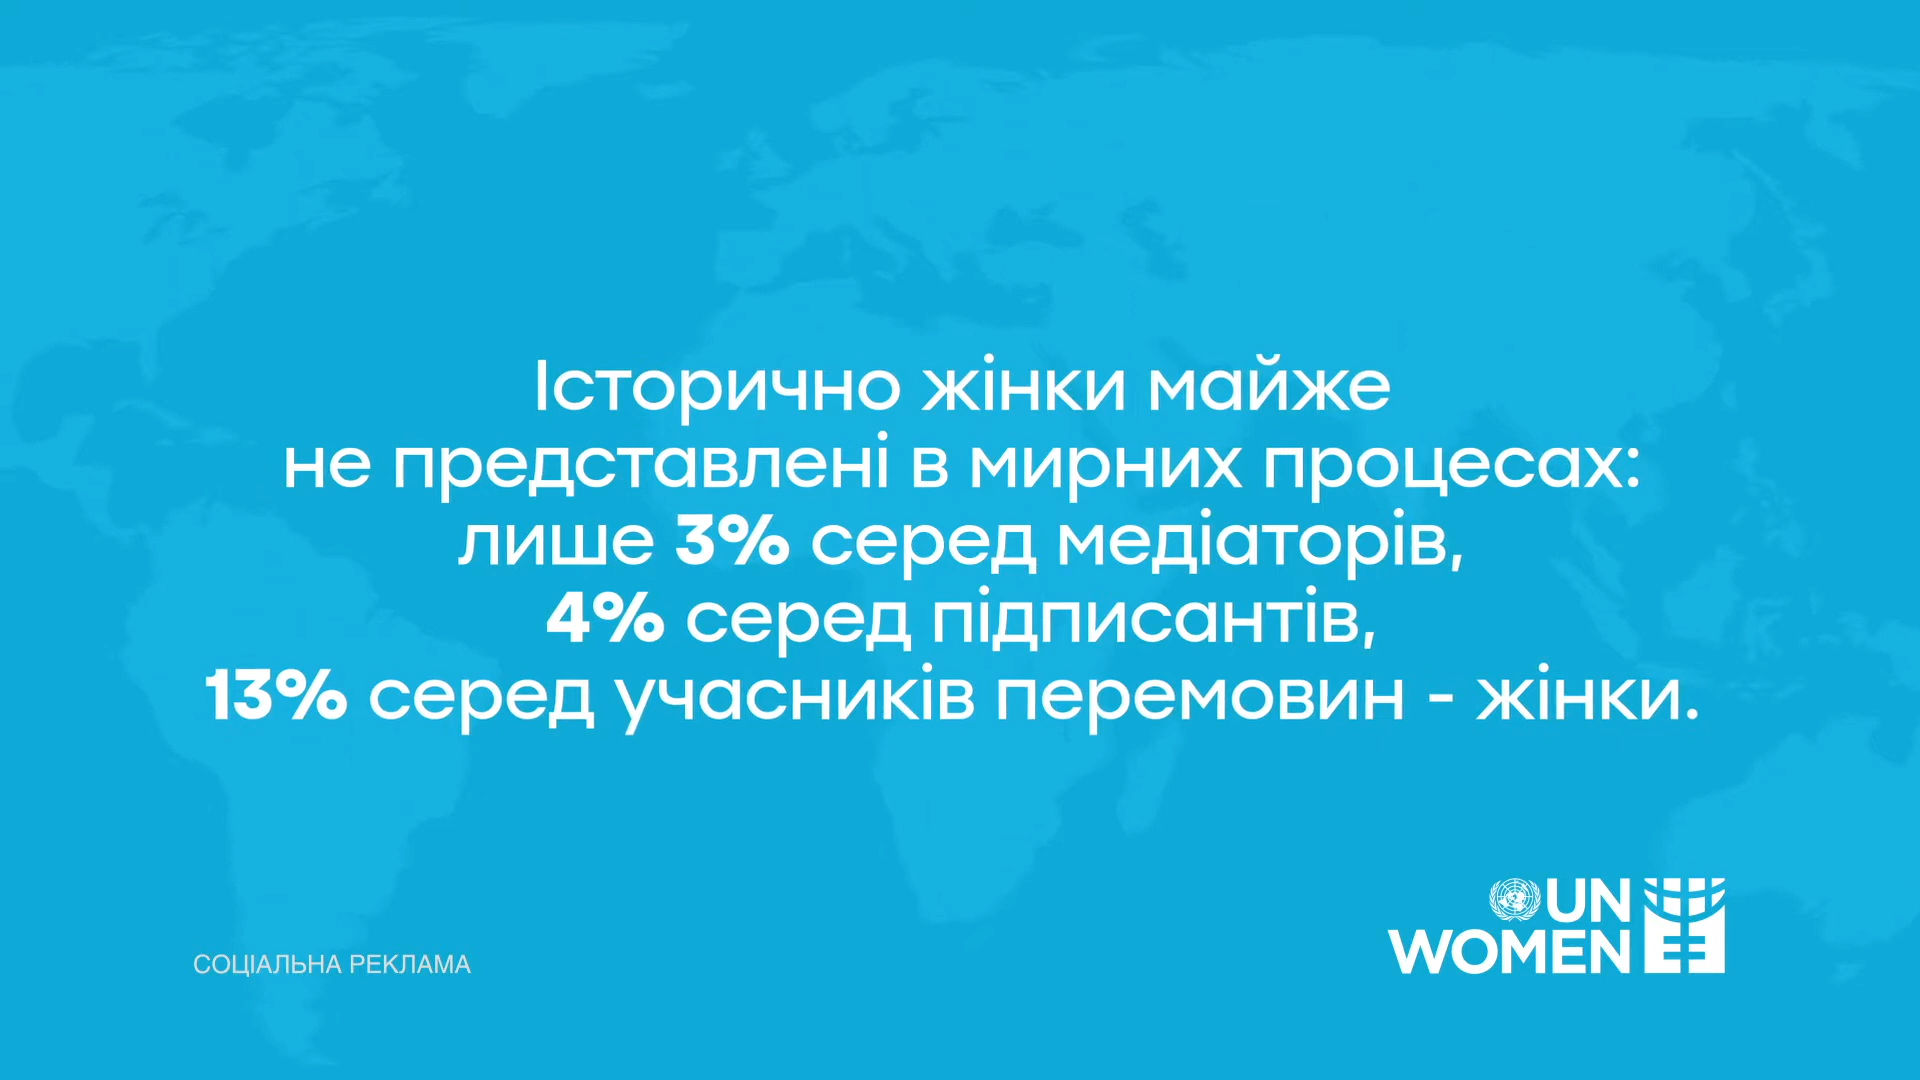 Історично жінки майже
не представлені в мирних процесах:
лише 3% серед медіаторів,
4% серед підписантів,
13% серед учасників перемовин - жінки.
UN
WOMEN
СОЦІАЛЬНА РЕКЛАМА